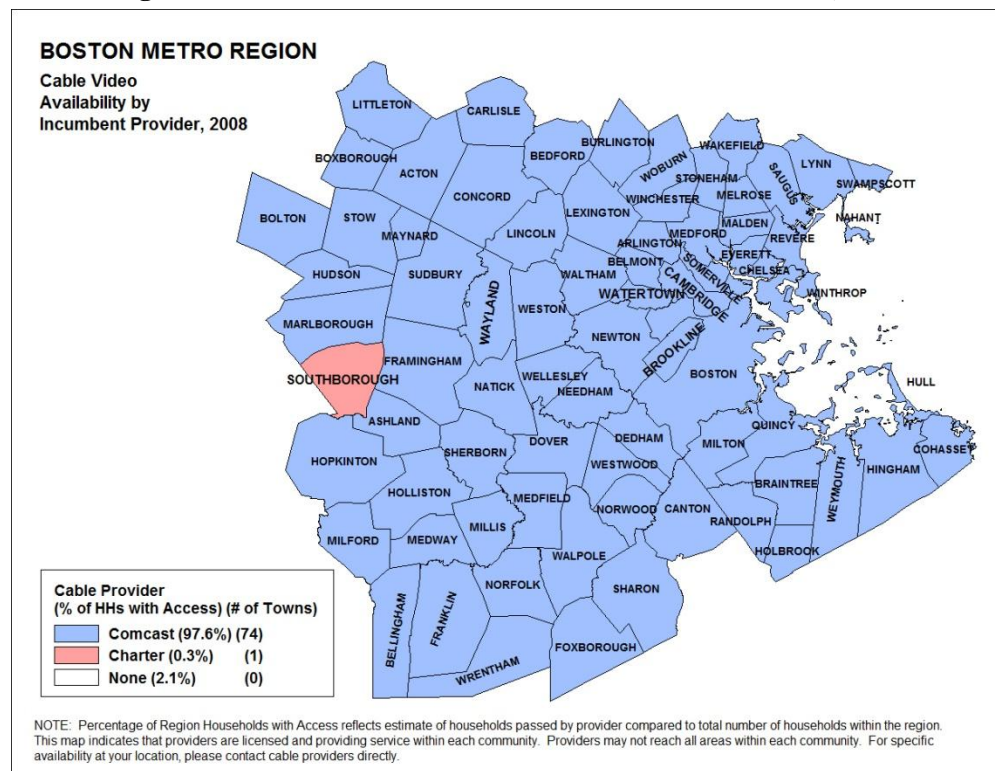 BOSTON METRO REGION
Cable Video
Availability by
Incumbent Provider, 2008
LITTLETON
CARLISLE
BOXBOROUGH
ACTON
BEDFORD
BURLINGTON
WOBURN
WAKEFIELD
STONEHAM
LYNN
SAUGUS
SWAMPSCOTT
CONCORD
WINCHESTER
MELROSE
NAHANT
BOLTON
STOW
MAYNARD
LINCOLN
LEXINGTON
MEDFORD
MALDEN
REVERE
ARLINGTON
EVERETT
BELMONT
SOMERVILLE
CHELSEA
HUDSON
SUDBURY
WALTHAM
WATERTOWN
CAMBRIDGE
WINTHROP
WAYLAND
WESTON
MARLBOROUGH
NEWTON
BROOKLINE
FRAMINGHAM
SOUTHBOROUGH
NATICK
WELLESLEY
NEEDHAM
BOSTON
HULL
ASHLAND
SHERBORN
DOVER
DEDHAM
MILTON
QUINCY
COHASSET
HOPKINTON
WESTWOOD
HINGHAM
HOLLISTON
MEDFIELD
NORWOOD
CANTON
BRAINTREE
WEYMOUTH
RANDOLPH
MILFORD
MEDWAY
MILLIS
WALPOLE
HOLBROOK
NORFOLK
SHARON
BELLINGHAM
FRANKLIN
WRENTHAM
FOXBOROUGH
Cable Provider
(% of HHs with Access) (# of Towns)
Comcast (97.6%) (74)
Charter (0.3%) (1)
None (2.1%) (0)
NOTE: Percentage of Region Households with Access reflects estimate of households passed by provider compared to total number of households within the region.
This map indicates that providers are licensed and providing service within each community. Providers may not reach all areas within each community. For specific
availability at your location, please contact cable providers directly.